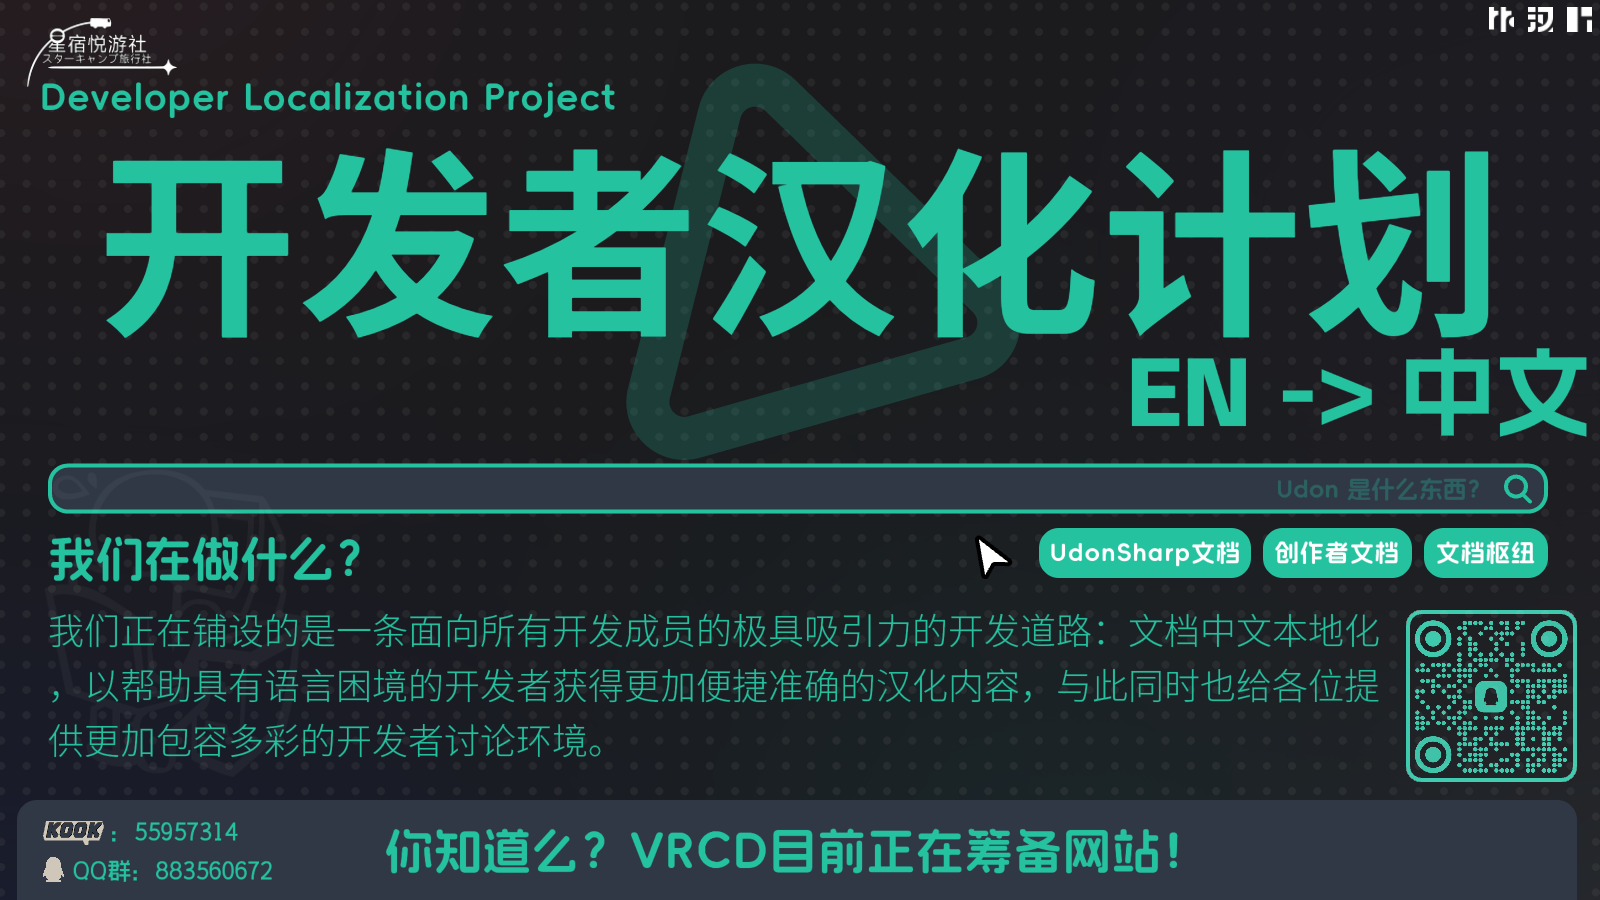 星宿悦游社
スターキャンプ旅行社
Developer Localization Project
开发者汉化计划
EN -> 中文
Udon 是什么东西?
我们在做什么?
UdonSharp文档
创作者文档
文档枢纽
我们正在铺设的是一条面向所有开发成员的极具吸引力的开发道路：文档中文本地化
，以帮助具有语言困境的开发者获得更加便捷准确的汉化内容，与此同时也给各位提
供更加包容多彩的开发者讨论环境。
KOOK：55957314
QQ群：883560672
你知道么？VRCD目前正在筹备网站！